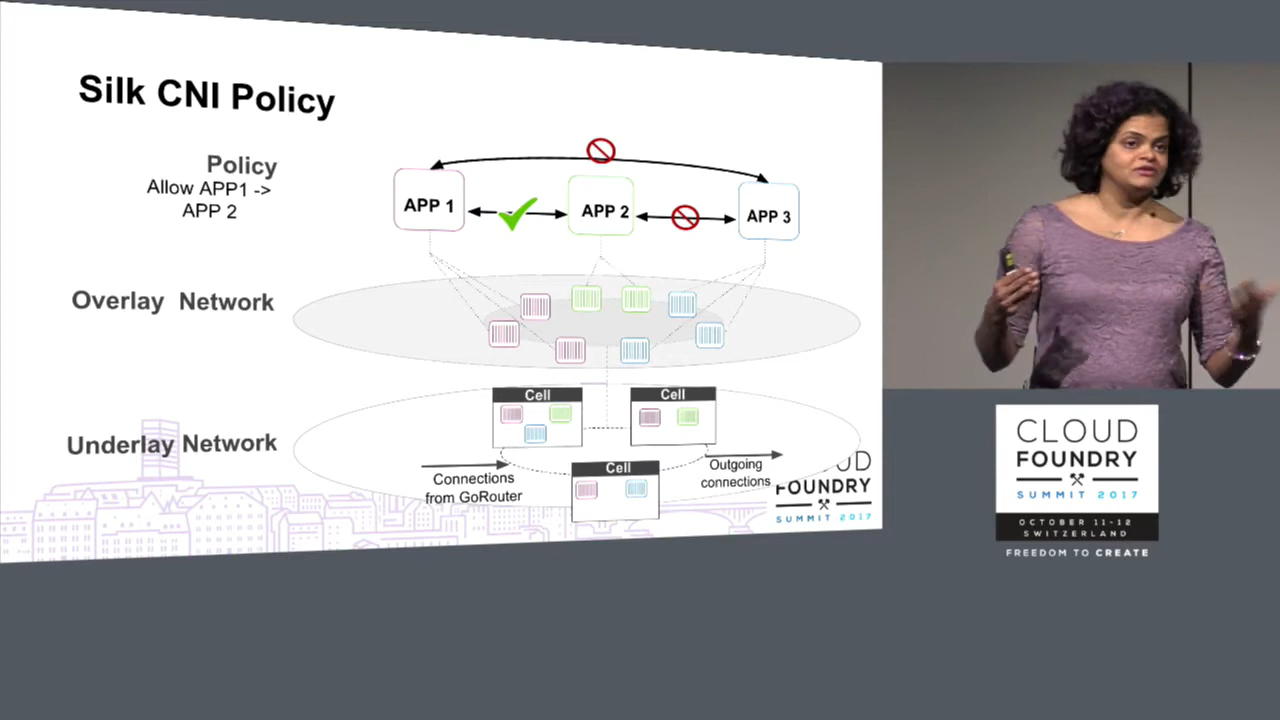 Silk CNI Policy
Policy
Allow APP1 ->
APP 2
APP 1
APP 2
APP 3
Overlay Network
Underlay Network
Cell
Cell
Cell
Connections
from GoRouter
Outgoing
connections
OUD
FOUNDRY
SUMMIT 2017
CLOUD
FOUNDRY
SUMMIT 2017
OCTOBER 11-12
SWITZERLAND
FREEDOM TO CREATE